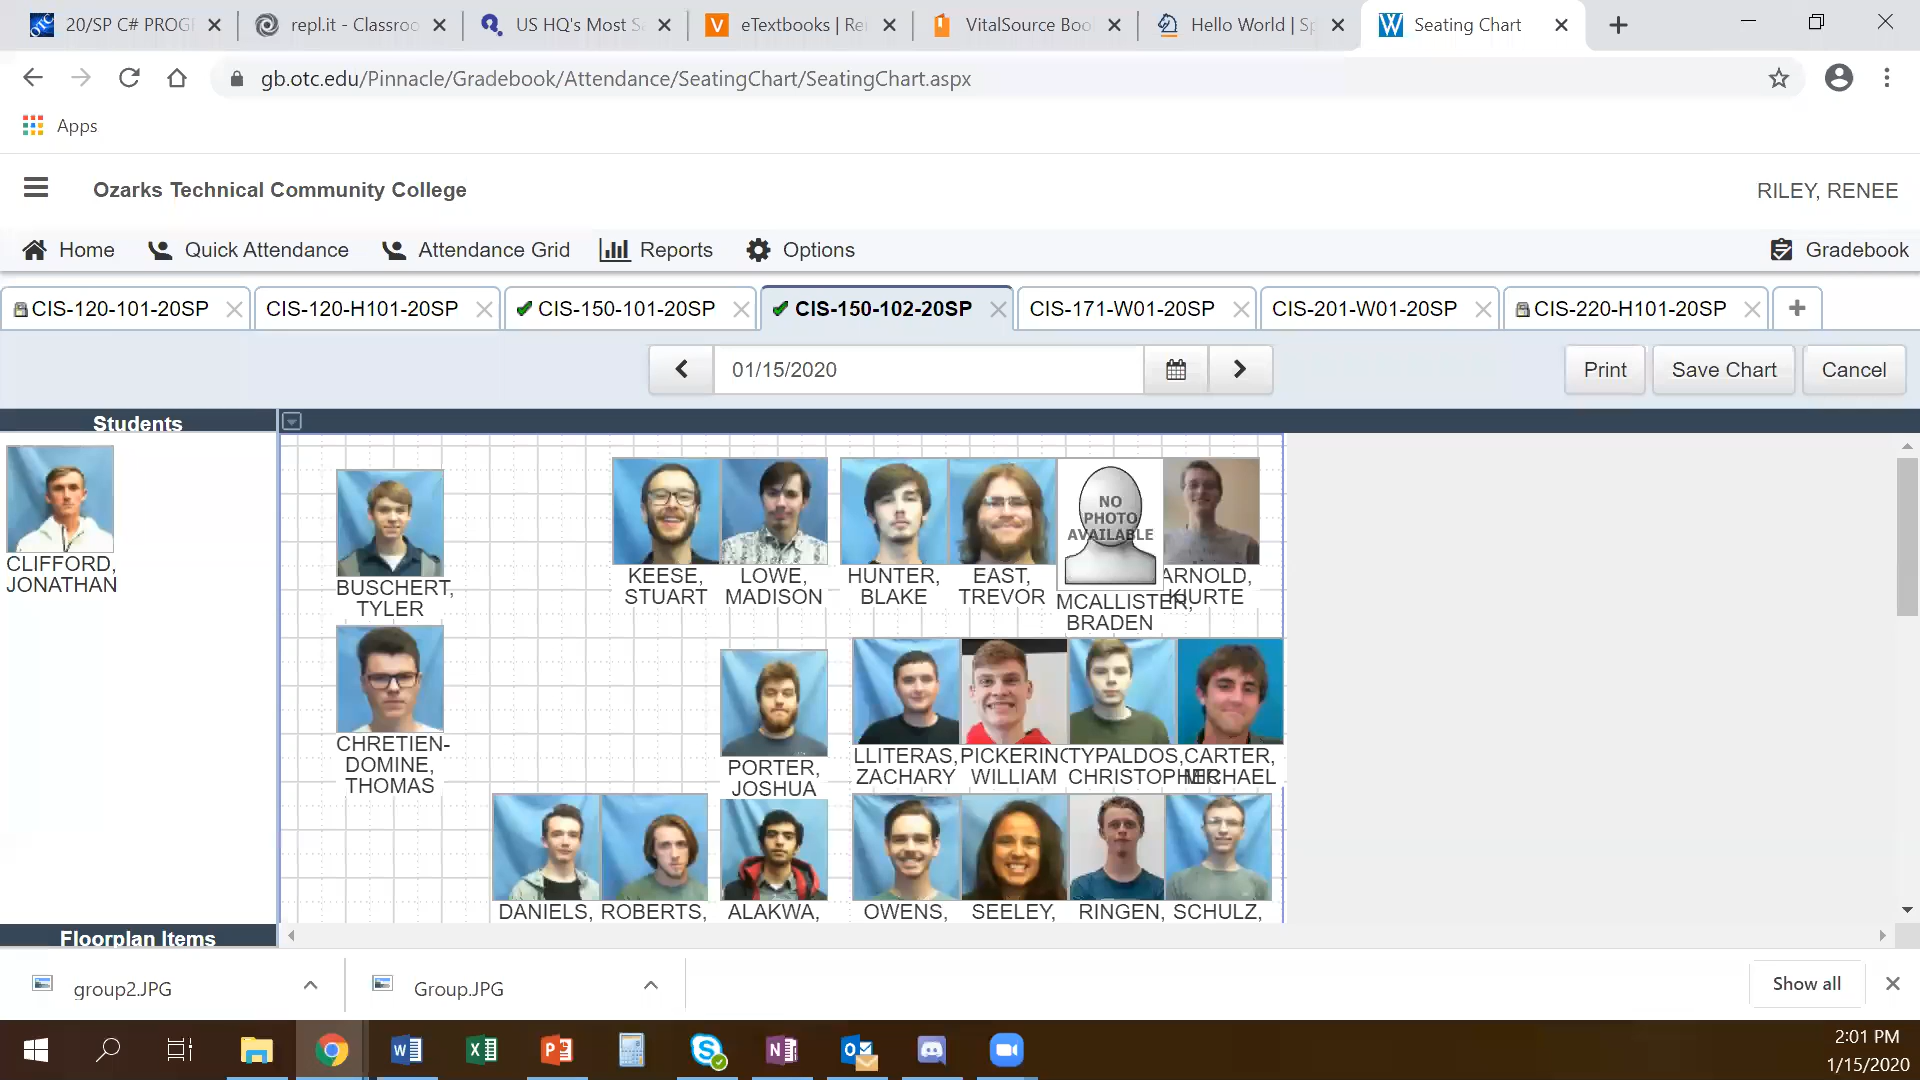 20/SP C# PROG
repl.it - Classroo
US HQ's Most S
eTextbooks | Re
VitalSource Boo
Hello World | Sp
Seating Chart
gb.otc.edu/Pinnacle/Gradebook/Attendance/SeatingChart/SeatingChart.aspx
Apps
Ozarks Technical Community College
RILEY, RENEE
Home
Quick Attendance
Attendance Grid
Reports
Options
Gradebook
CIS-120-101-20SP
CIS-120-H101-20SP
CIS-150-101-20SP
CIS-150-102-20SP
CIS-171-W01-20SP
CIS-201-W01-20SP
CIS-220-H101-20SP
01/15/2020
Print
Save Chart
Cancel
Students
CLIFFORD,
JONATHAN
BUSCHERT,
TYLER
KEESE,
STUART
LOWE,
MADISON
HUNTER,
BLAKE
EAST,
TREVOR
NO
PHOTO
AVAILABLE
MCALLISTER,
BRADEN
ARNOLD,
KURTE
CHRETIEN-
DOMINE,
THOMAS
PORTER,
JOSHUA
LLITERAS,
ZACHARY
PICKERING
WILLIAM
TYPALDOS,
CHRISTOPHER
CARTER,
MICHAEL
DANIELS,
ROBERTS,
ALAKWA,
OWENS,
SEELEY,
RINGEN,
SCHULZ,
Floorplan Items
group2.JPG
Group.JPG
Show all
2:01 PM
1/15/2020